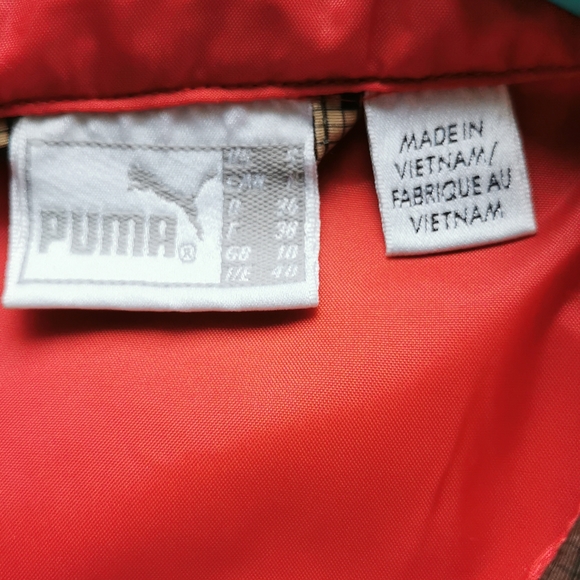 PUMA®
F 38
GB 10
I/E 40
MADE IN
VIETNAM/
FABRIQUE AU
VIETNAM